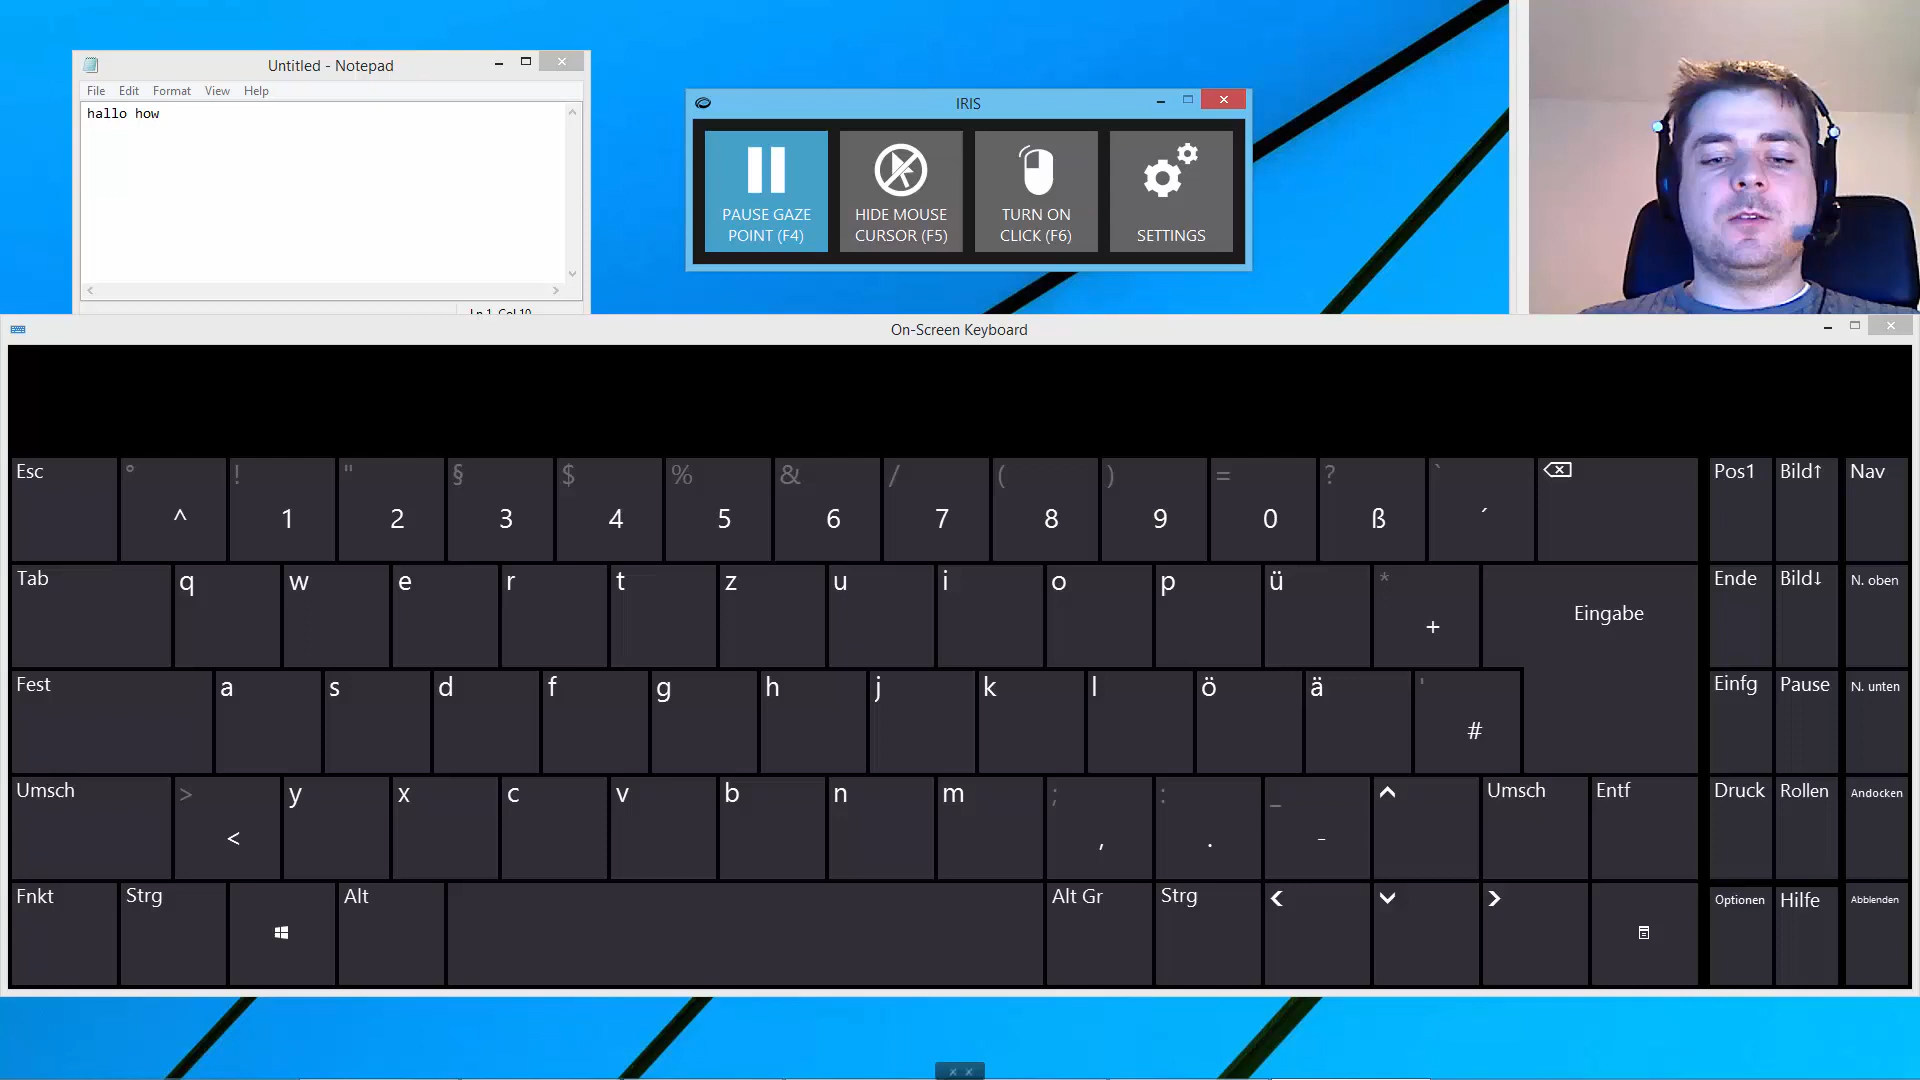 Untitled - Notepad
File Edit Format View Help
hallo how
IRIS
PAUSE GAZE POINT (F4)
HIDE MOUSE CURSOR (F5)
TURN ON CLICK (F6)
SETTINGS
On-Screen Keyboard
Esc ° ^ ! 1 " 2 § 3 $ 4 % 5 & 6 / 7 ( 8 ) 9 = 0 ? ß ` ´ Pos1 Bild↑ Nav
Tab q w e r t z u i o p ü * + Eingabe Ende Bild↓ N. oben
Fest a s d f g h j k l ö ä ' # Einfg Pause N. unten
Umsch > < y x c v b n m ; , : . _ - Umsch Entf Druck Rollen Andocken
Fnkt Strg Alt Alt Gr Strg Optionen Hilfe Abblenden